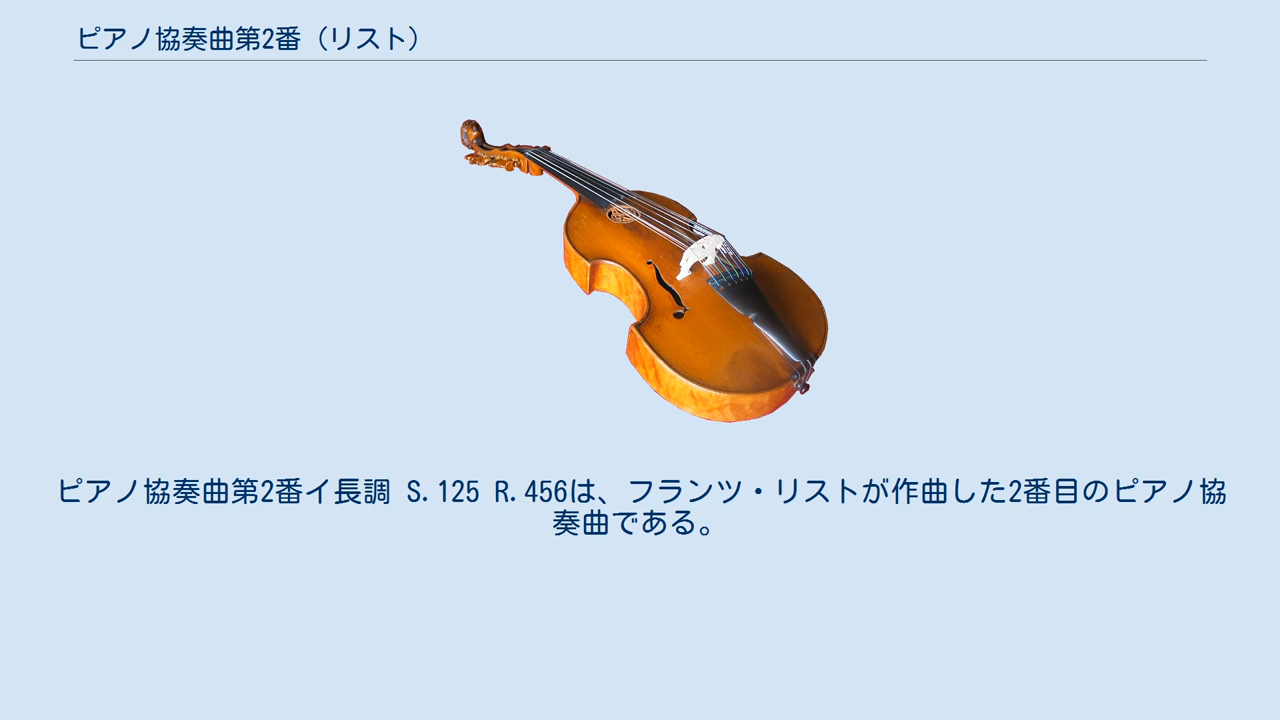 ピアノ協奏曲第2番（リスト）
ピアノ協奏曲第2番イ長調 S.125 R.456は、フランツ・リストが作曲した2番目のピアノ協
奏曲である。